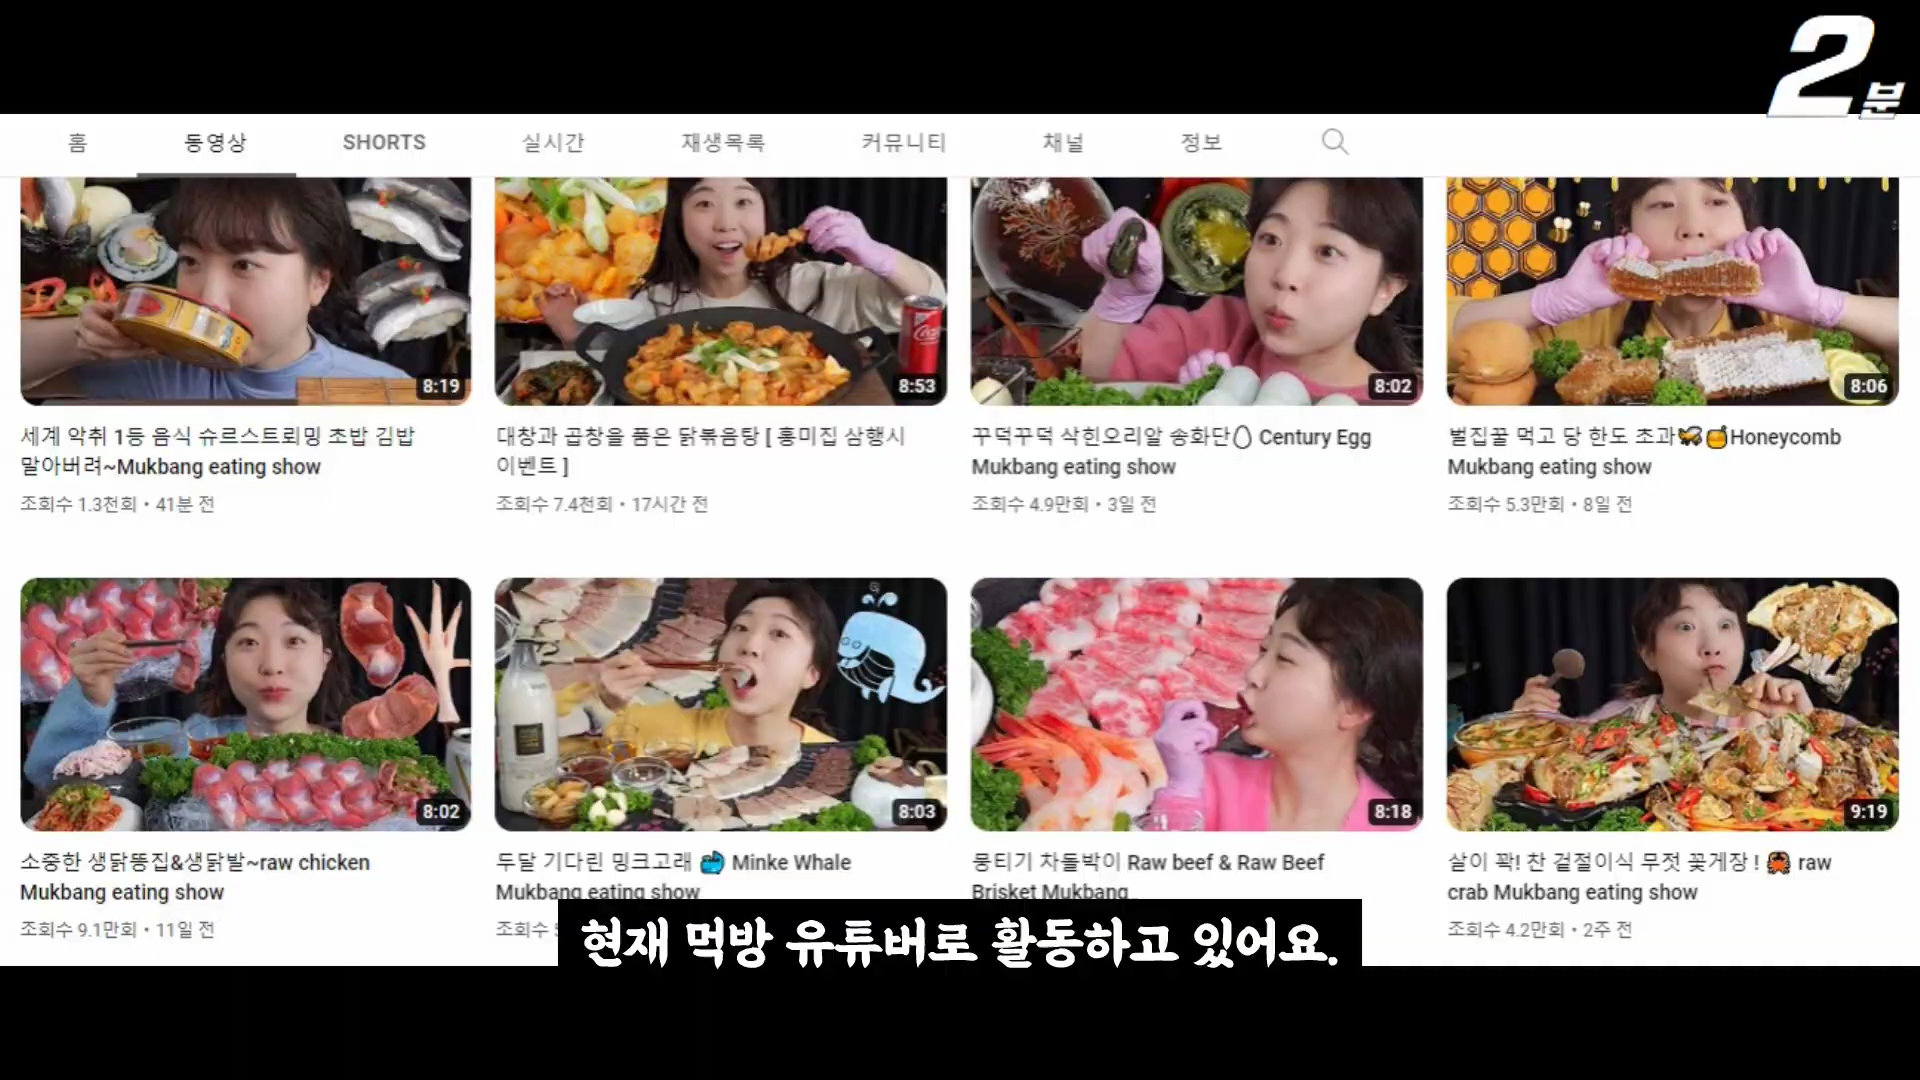 2분
홈 동영상 SHORTS 실시간 재생목록 커뮤니티 채널 정보
8:19
8:53
8:02
8:06
세계 악취 1등 음식 슈르스트뢰밍 초밥 김밥
말아버려~Mukbang eating show
조회수 1.3천회 • 41분 전
대창과 곱창을 품은 닭볶음탕 [ 흥미집 삼행시
이벤트 ]
조회수 7.4천회 • 17시간 전
꾸덕꾸덕 삭힌오리알 송화단 Century Egg
Mukbang eating show
조회수 4.9만회 • 3일 전
벌집꿀 먹고 당 한도 초과 Honeycomb
Mukbang eating show
조회수 5.3만회 • 8일 전
8:02
8:03
8:18
9:19
소중한 생닭똥집&생닭발~raw chicken
Mukbang eating show
조회수 9.1만회 • 11일 전
두달 기다린 밍크고래 Minke Whale
Mukbang eating show
조회수
뭉티기 차돌박이 Raw beef & Raw Beef
Brisket Mukbang
살이 꽉! 찬 겉절이식 무젓 꽃게장 ! raw
crab Mukbang eating show
조회수 4.2만회 • 2주 전
현재 먹방 유튜버로 활동하고 있어요.